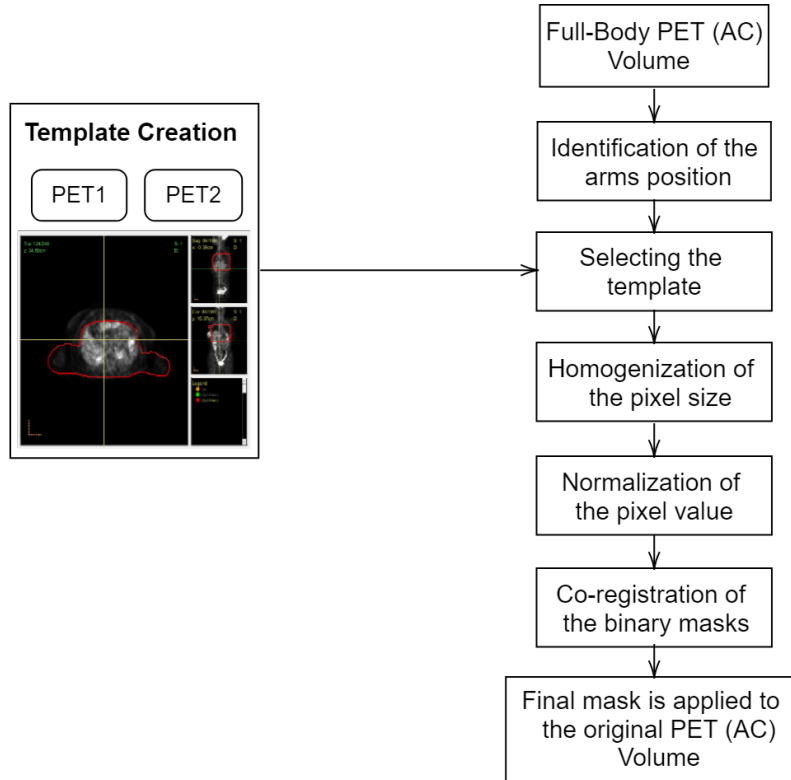 Full-Body PET (AC)
Volume
Template Creation
PET1
PET2
Identification of the
arms position
Selecting the
template
Homogenization of
the pixel size
Normalization of
the pixel value
Co-registration of
the binary masks
Final mask is applied to
the original PET (AC)
Volume